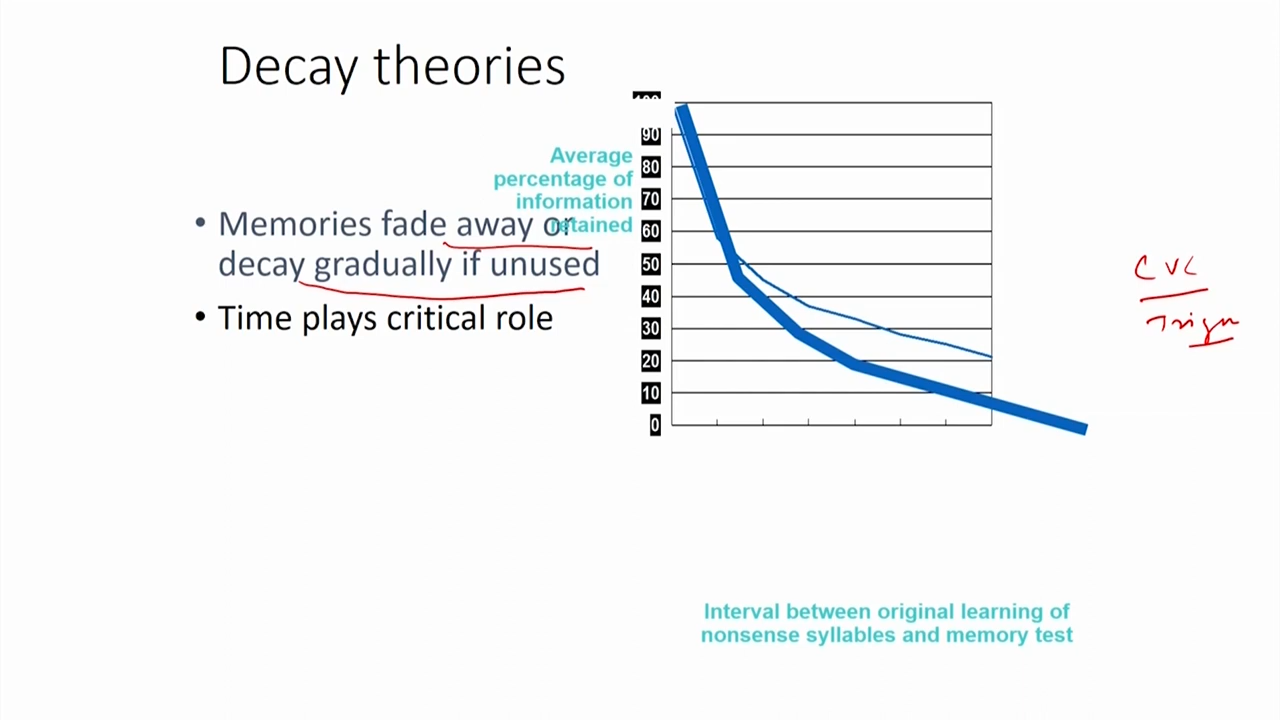 Decay theories
• Memories fade away or
decay gradually if unused
• Time plays critical role
Average
percentage of
information
retained
100
90
80
70
60
50
40
30
20
10
0
CVC
Interval between original learning of
nonsense syllables and memory test